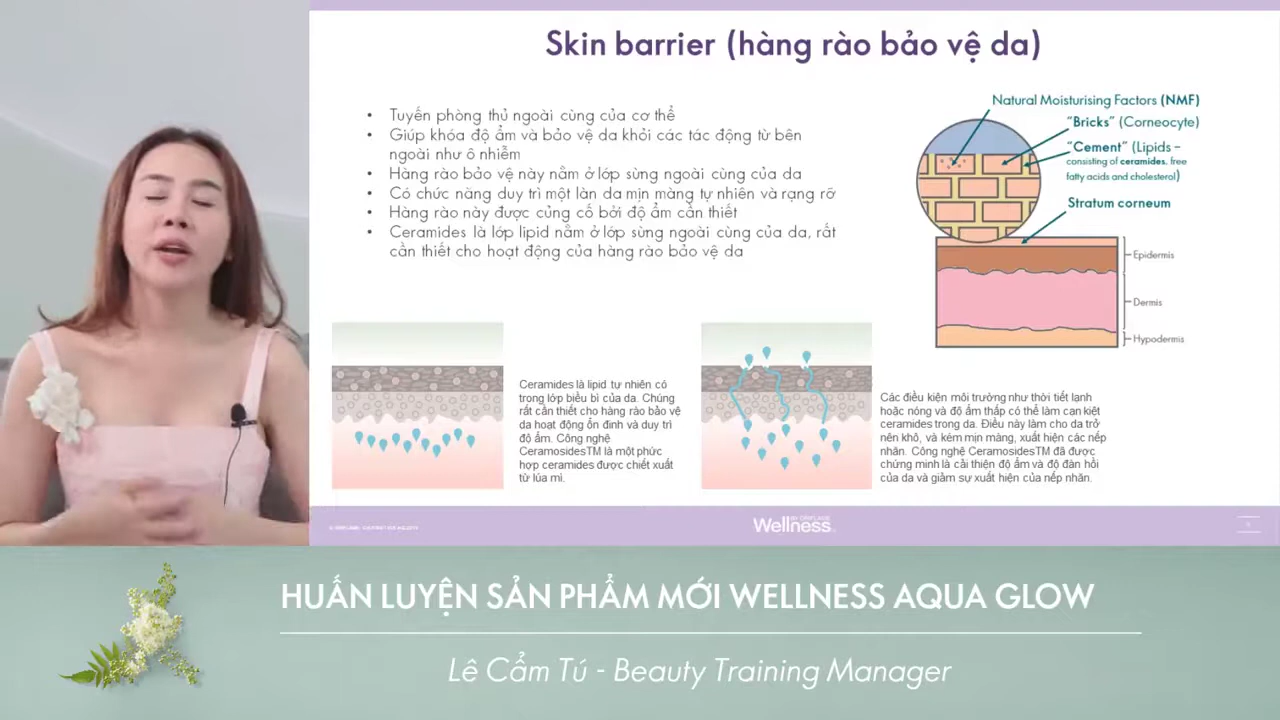 Skin barrier (hàng rào bảo vệ da)
• Tuyến phòng thủ ngoài cùng của cơ thể
• Giúp khóa độ ẩm và bảo vệ da khỏi các tác động từ bên
ngoài như ô nhiễm
• Hàng rào bảo vệ này nằm ở lớp sừng ngoài cùng của da
• Có chức nang duy trì một làn da mịn màng tự nhiên và rạng rỡ
• Hàng rào này được củng cố bởi độ ẩm cần thiết
• Ceramides là lớp lipid nằm ở lớp sừng ngoài cùng của da, rất
cần thiết cho hoạt động của hàng rào bảo vệ da
Natural Moisturising Factors (NMF)
"Bricks" (Corneocyte)
"Cement" (Lipids –
consisting of ceramides, free
fatty acids and cholesterol)
Stratum corneum
Epidermis
Dermis
Hypodermis
Ceramides là lipid tự nhiên có
trong lớp biểu bì của da. Chúng
rất cần thiết cho hàng rào bảo vệ
da hoạt động ổn định và duy trì
độ ẩm. Công nghệ
CeramosidesTM là một phức
hợp ceramides được chiết xuất
từ lúa mì.
Các điều kiện môi trường như thời tiết lạnh
hoặc nóng và độ ẩm thấp có thể làm cạn kiệt
ceramides trong da. Điều này làm cho da trở
nên khô, và kém mịn màng, xuất hiện các nếp
nhăn. Công nghệ CeramosidesTM đã được
chứng minh là cải thiện độ ẩm và độ đàn hồi
của da và giảm sự xuất hiện của nếp nhăn.
BY ORIFLAME
Wellness
HUẤN LUYỆN SẢN PHẨM MỚI WELLNESS AQUA GLOW
Lê Cẩm Tú - Beauty Training Manager